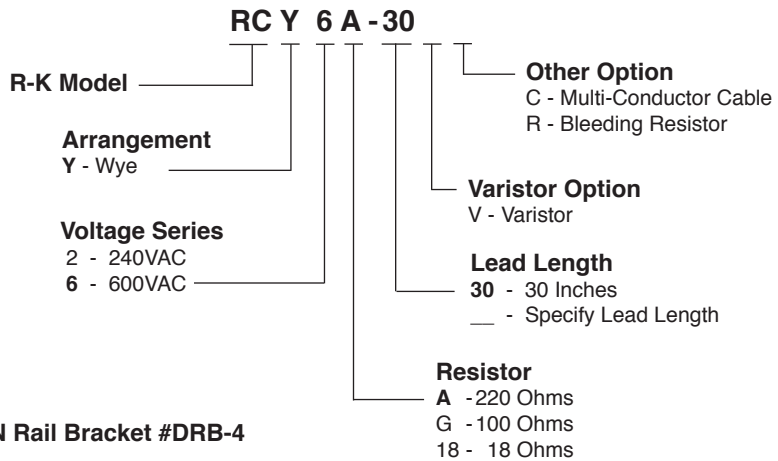 RC Y 6 A - 30
R-K Model
Other Option
C - Multi-Conductor Cable
R - Bleeding Resistor
Arrangement
Y - Wye
Varistor Option
V - Varistor
Voltage Series
2 - 240VAC
6 - 600VAC
Lead Length
30 - 30 Inches
__ - Specify Lead Length
Resistor
A - 220 Ohms
G - 100 Ohms
18 - 18 Ohms
N Rail Bracket #DRB-4